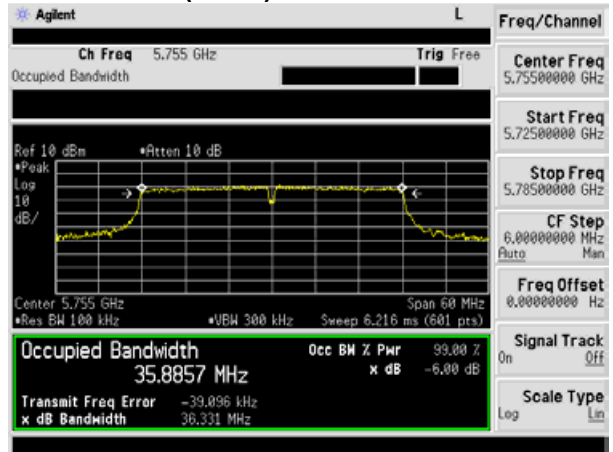 Agilent L
Freq/Channel
Ch Freq 5.755 GHz Trig Free
Occupied Bandwidth
Center Freq
5.75500000 GHz
Start Freq
5.72500000 GHz
Stop Freq
5.78500000 GHz
CF Step
6.00000000 MHz
Auto Man
Freq Offset
0.00000000 Hz
Signal Track
On Off
Scale Type
Log Lin
Ref 10 dBm •Atten 10 dB
•Peak
Log
10
dB/
Center 5.755 GHz Span 60 MHz
•Res BW 100 kHz •VBW 300 kHz Sweep 6.216 ms (601 pts)
Occupied Bandwidth Occ BW % Pwr 99.00 %
35.8857 MHz x dB -6.00 dB
Transmit Freq Error -39.096 kHz
x dB Bandwidth 36.331 MHz